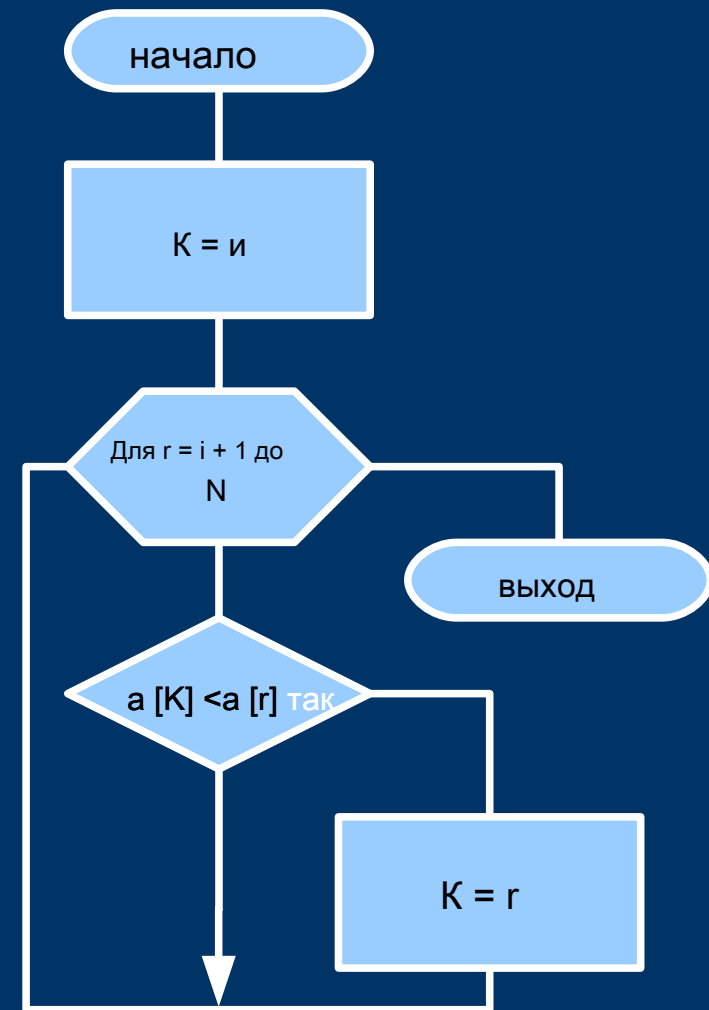 начало
К = и
Для r = i + 1 до
N
выход
a [K] <a [r] так
К = r